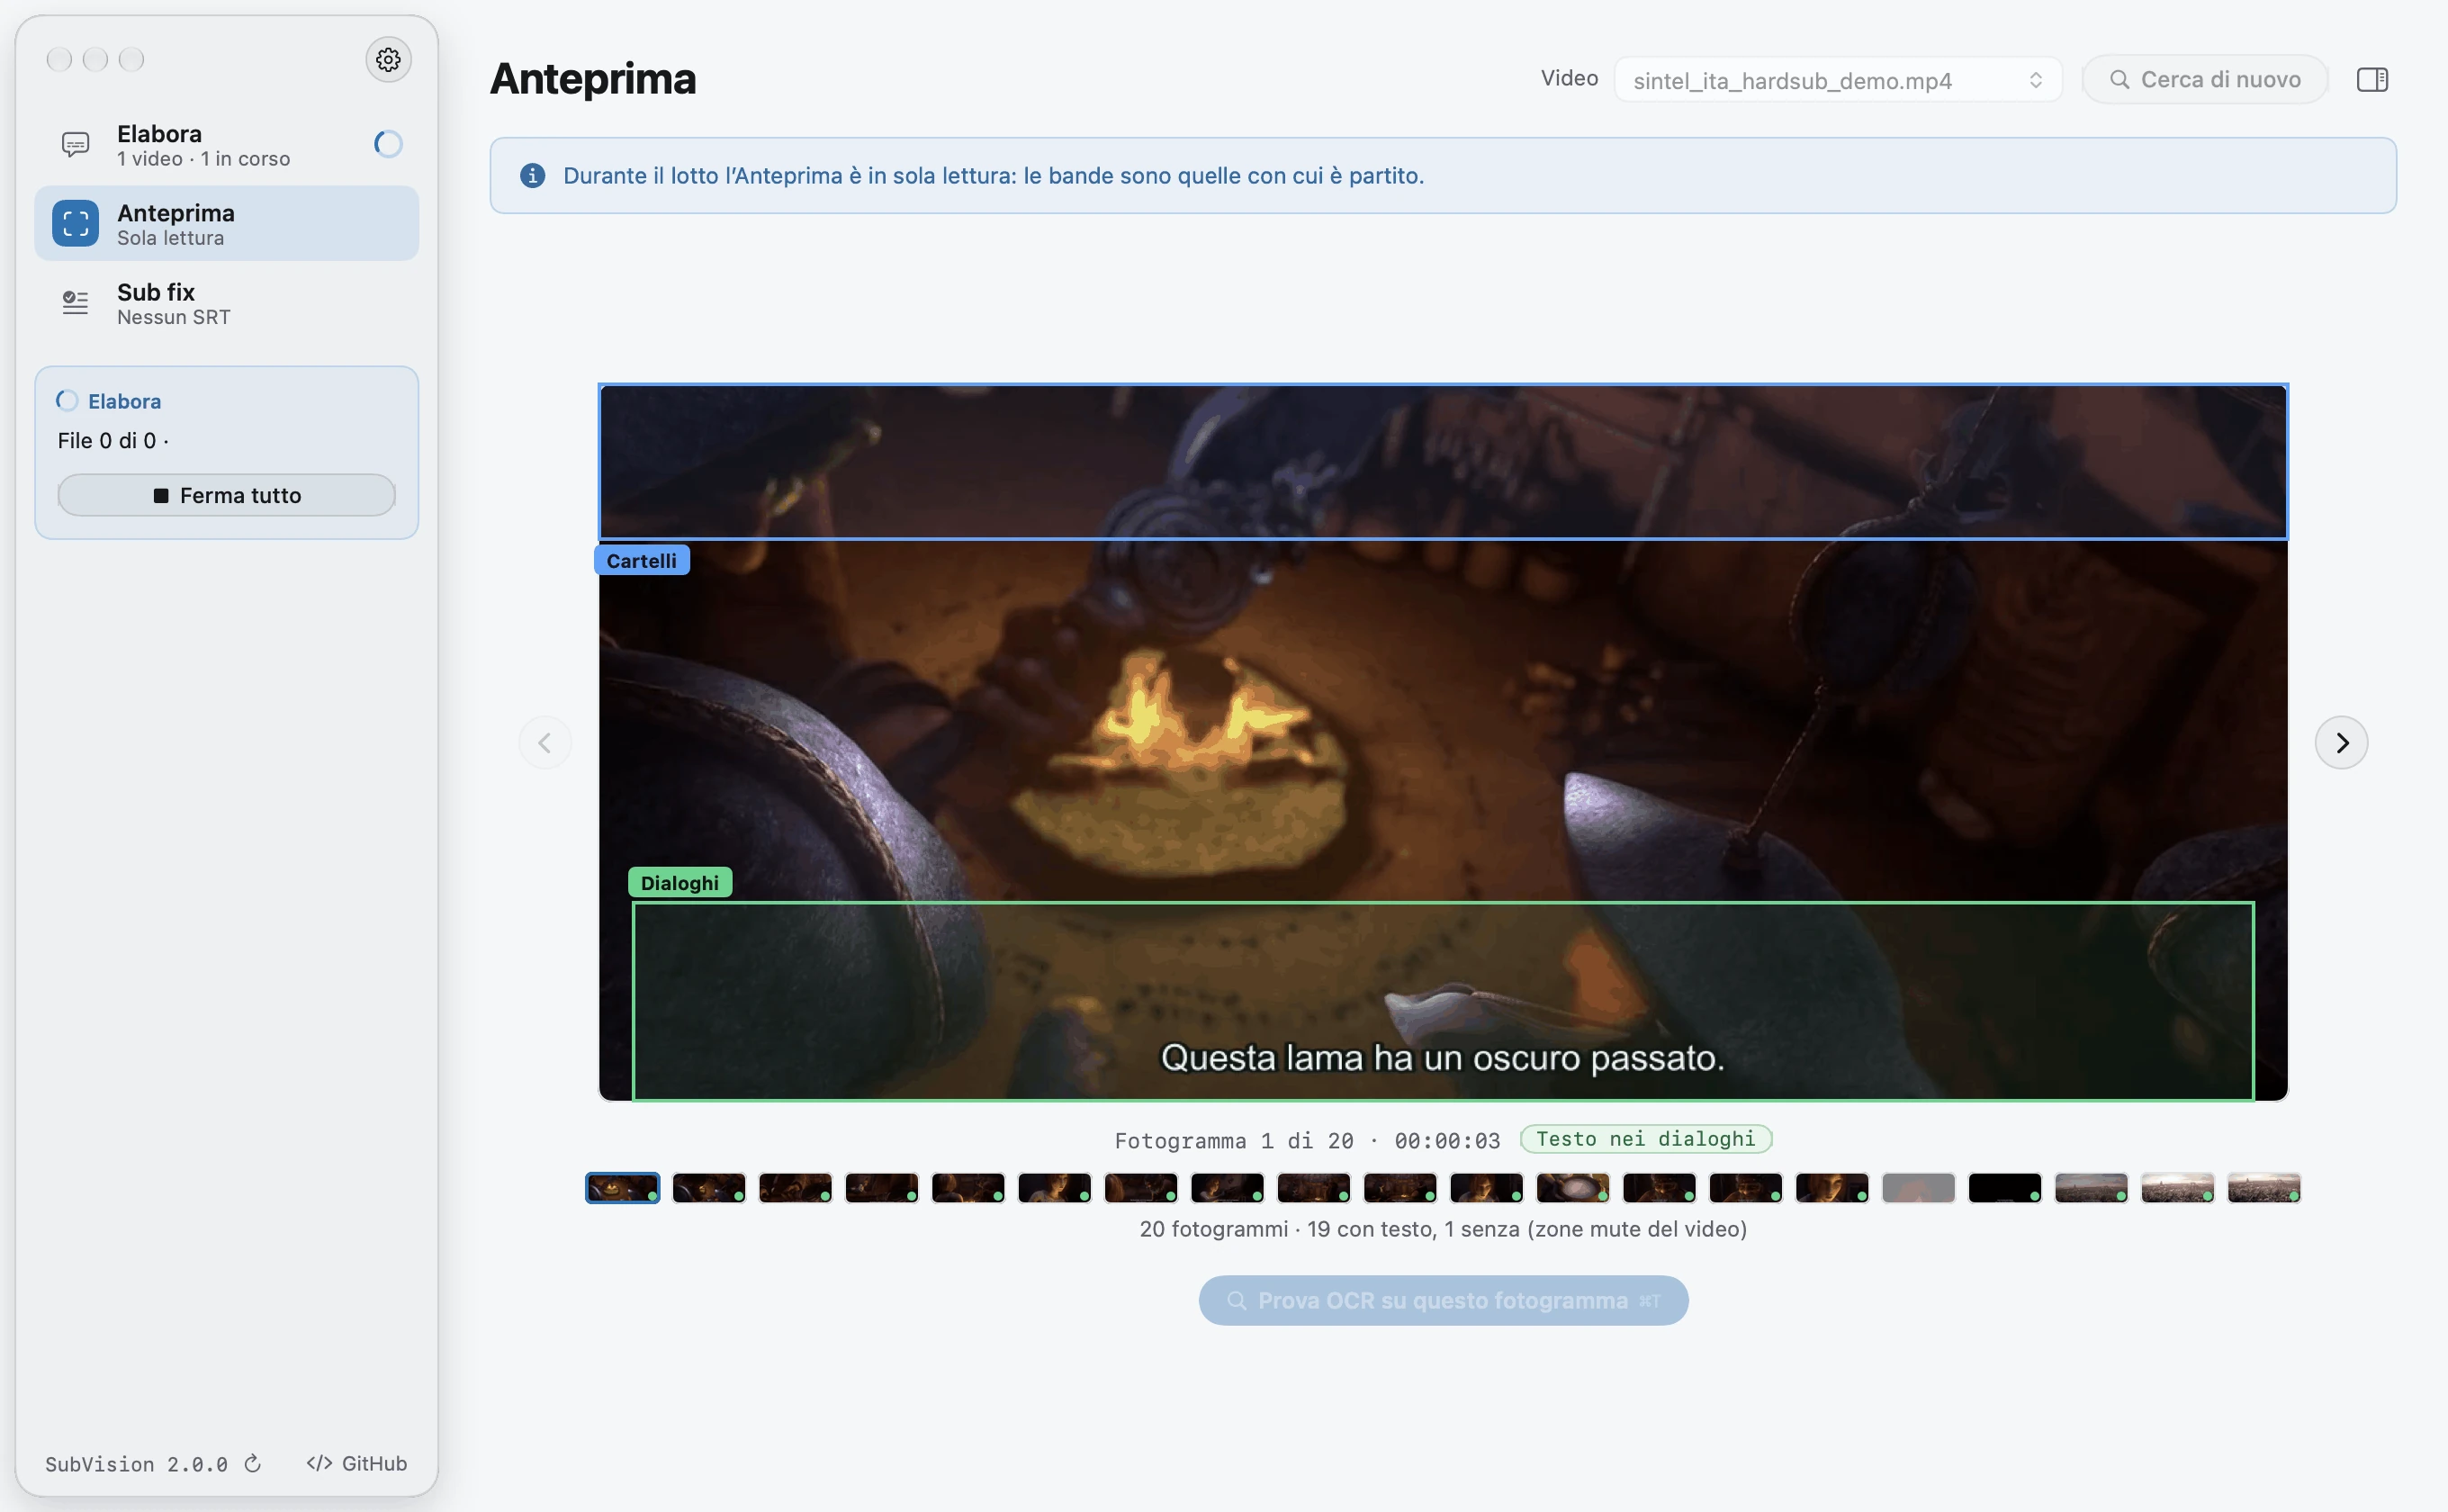 Elabora
1 video · 1 in corso
Anteprima
Sola lettura
Sub fix
Nessun SRT
Elabora
File 0 di 0 ·
Ferma tutto
SubVision 2.0.0
</> GitHub
Anteprima
Video
sintel_ita_hardsub_demo.mp4
Cerca di nuovo
Durante il lotto l’Anteprima è in sola lettura: le bande sono quelle con cui è partito.
Cartelli
Dialoghi
Questa lama ha un oscuro passato.
Fotogramma 1 di 20 · 00:00:03
Testo nei dialoghi
20 fotogrammi · 19 con testo, 1 senza (zone mute del video)
Prova OCR su questo fotogramma ⌘T